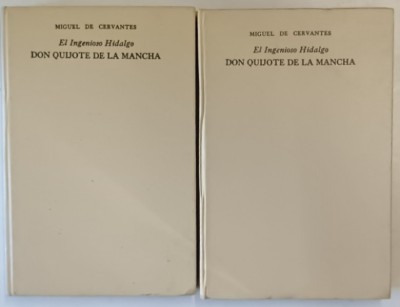 MIGUEL DE CERVANTES
El Ingenioso Hidalgo
DON QUIJOTE DE LA MANCHA
MIGUEL DE CERVANTES
El Ingenioso Hidalgo
DON QUIJOTE DE LA MANCHA